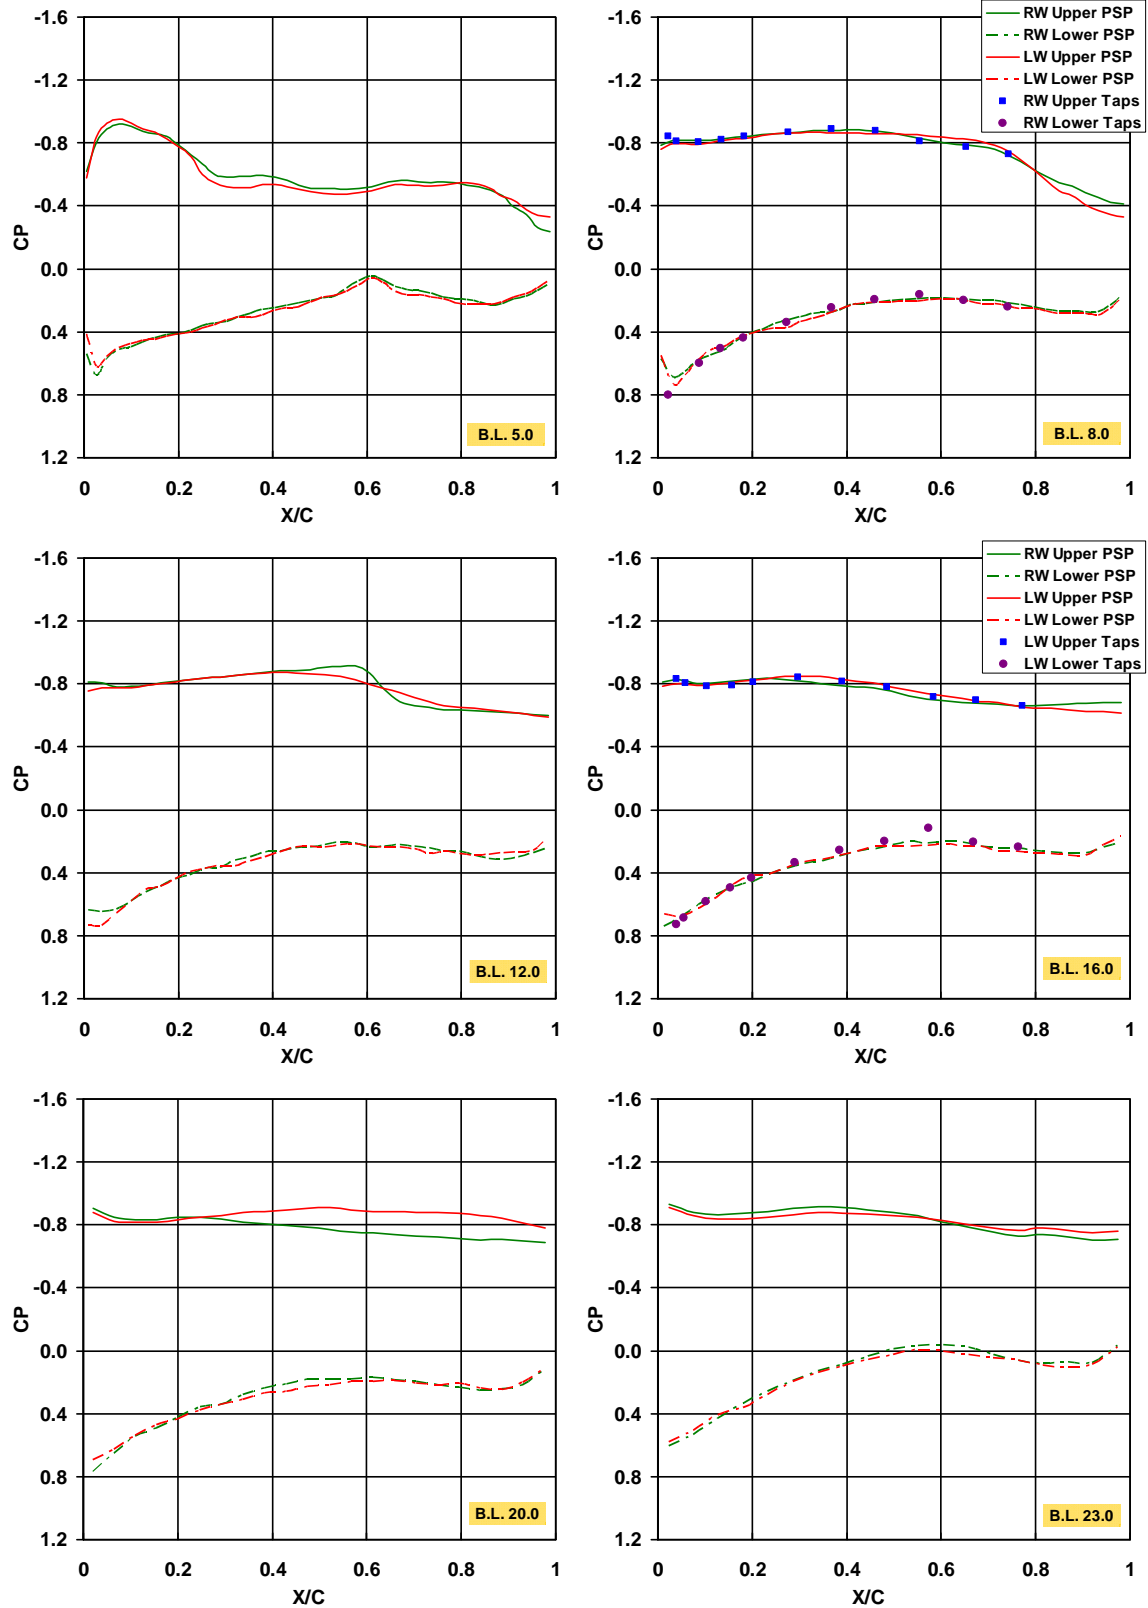 -1.6
-1.2
-0.8
-0.4
0.0
0.4
0.8
1.2
CP
0 0.2 0.4 0.6 0.8 1
X/C
B.L. 5.0
-1.6
-1.2
-0.8
-0.4
0.0
0.4
0.8
1.2
CP
0 0.2 0.4 0.6 0.8 1
X/C
RW Upper PSP
RW Lower PSP
LW Upper PSP
LW Lower PSP
RW Upper Taps
RW Lower Taps
B.L. 8.0
-1.6
-1.2
-0.8
-0.4
0.0
0.4
0.8
1.2
CP
0 0.2 0.4 0.6 0.8 1
X/C
B.L. 12.0
-1.6
-1.2
-0.8
-0.4
0.0
0.4
0.8
1.2
CP
0 0.2 0.4 0.6 0.8 1
X/C
RW Upper PSP
RW Lower PSP
LW Upper PSP
LW Lower PSP
LW Upper Taps
LW Lower Taps
B.L. 16.0
-1.6
-1.2
-0.8
-0.4
0.0
0.4
0.8
1.2
CP
0 0.2 0.4 0.6 0.8 1
X/C
B.L. 20.0
-1.6
-1.2
-0.8
-0.4
0.0
0.4
0.8
1.2
CP
0 0.2 0.4 0.6 0.8 1
X/C
B.L. 23.0